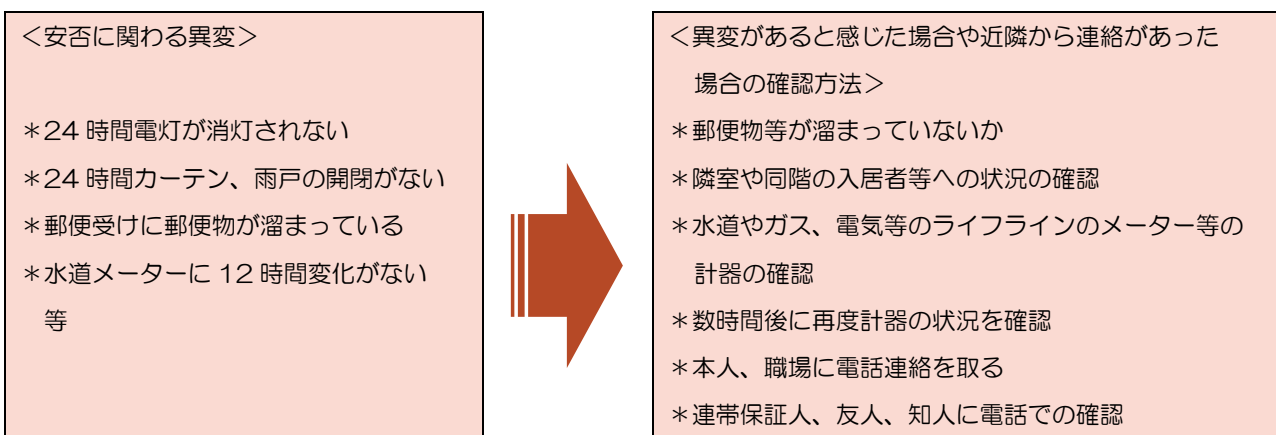 ＜安否に関わる異変＞
＊24 時間電灯が消灯されない
＊24 時間カーテン、雨戸の開閉がない
＊郵便受けに郵便物が溜まっている
＊水道メーターに 12 時間変化がない
等
＜異変があると感じた場合や近隣から連絡があった
場合の確認方法＞
＊郵便物等が溜まっていないか
＊隣室や同階の入居者等への状況の確認
＊水道やガス、電気等のライフラインのメーター等の
計器の確認
＊数時間後に再度計器の状況を確認
＊本人、職場に電話連絡を取る
＊連帯保証人、友人、知人に電話での確認